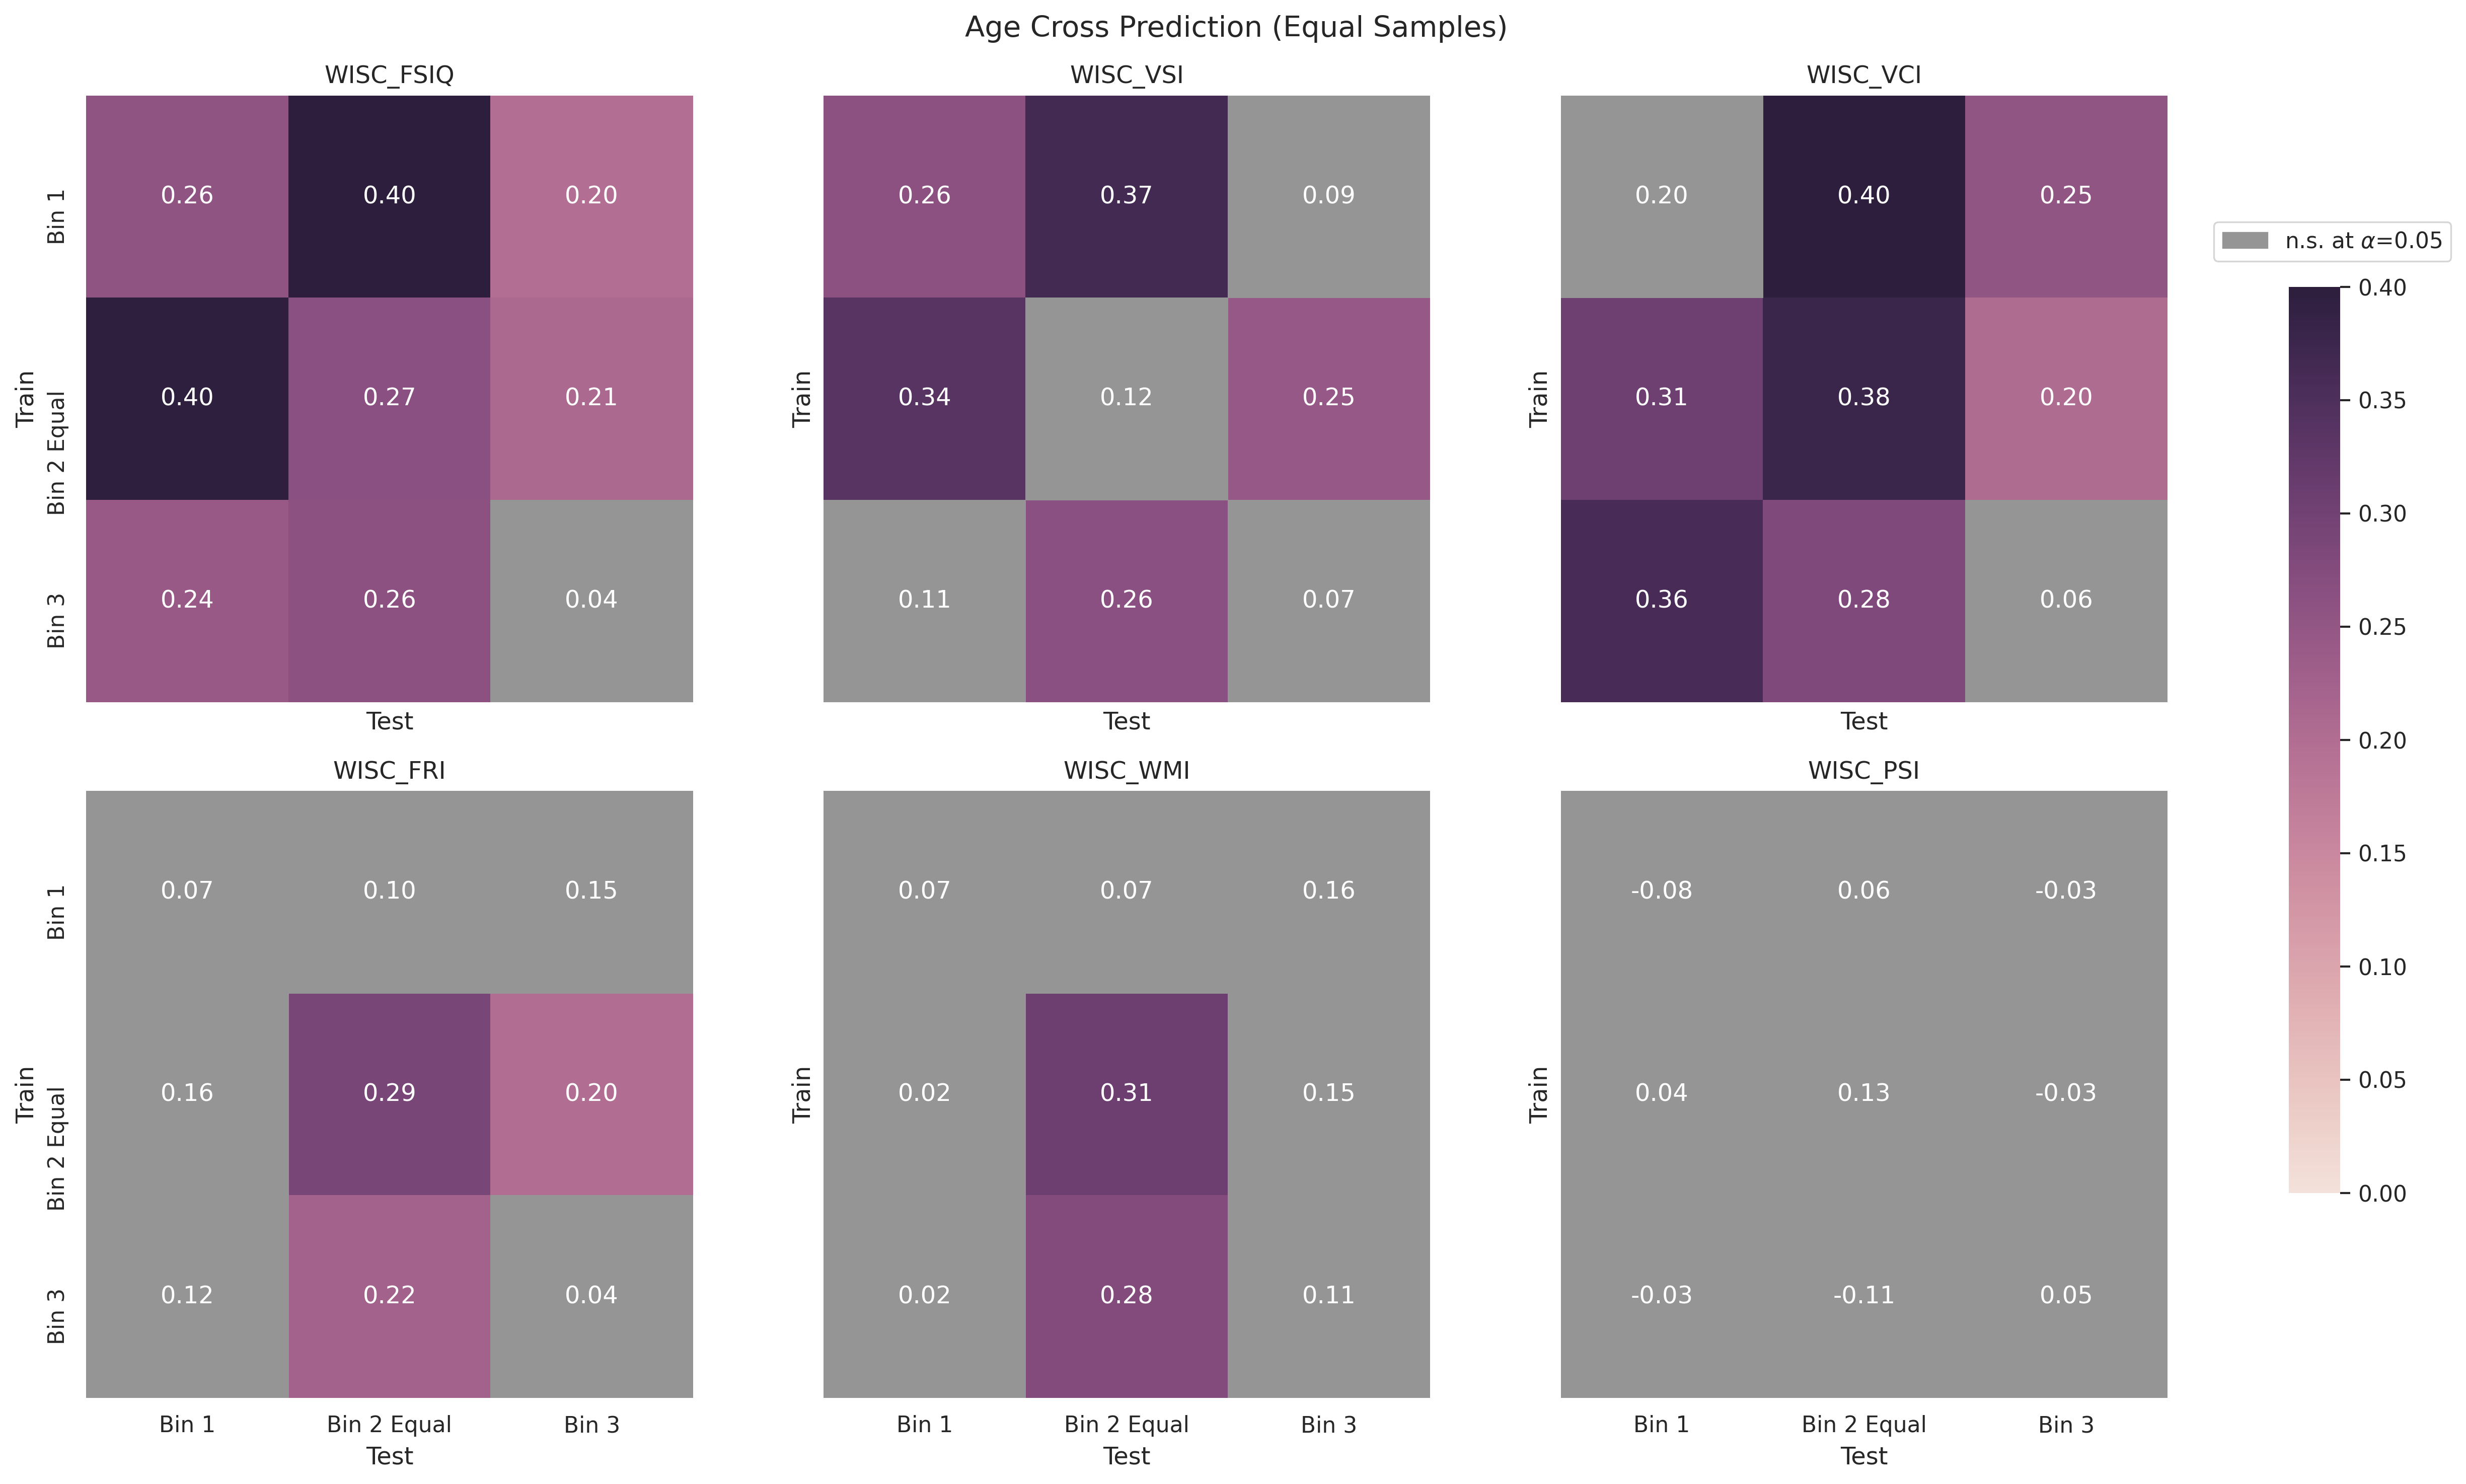 Age Cross Prediction (Equal Samples)
WISC_FSIQ
WISC_VSI
WISC_VCI
Train
Bin 1
Bin 2 Equal
Bin 3
0.26 0.40 0.20
0.40 0.27 0.21
0.24 0.26 0.04
Test
Train
0.26 0.37 0.09
0.34 0.12 0.25
0.11 0.26 0.07
Test
Train
0.20 0.40 0.25
0.31 0.38 0.20
0.36 0.28 0.06
Test
n.s. at α=0.05
0.40
0.35
0.30
0.25
0.20
0.15
0.10
0.05
0.00
WISC_FRI
WISC_WMI
WISC_PSI
Train
Bin 1
Bin 2 Equal
Bin 3
0.07 0.10 0.15
0.16 0.29 0.20
0.12 0.22 0.04
Bin 1 Bin 2 Equal Bin 3
Test
Train
0.07 0.07 0.16
0.02 0.31 0.15
0.02 0.28 0.11
Bin 1 Bin 2 Equal Bin 3
Test
Train
-0.08 0.06 -0.03
0.04 0.13 -0.03
-0.03 -0.11 0.05
Bin 1 Bin 2 Equal Bin 3
Test